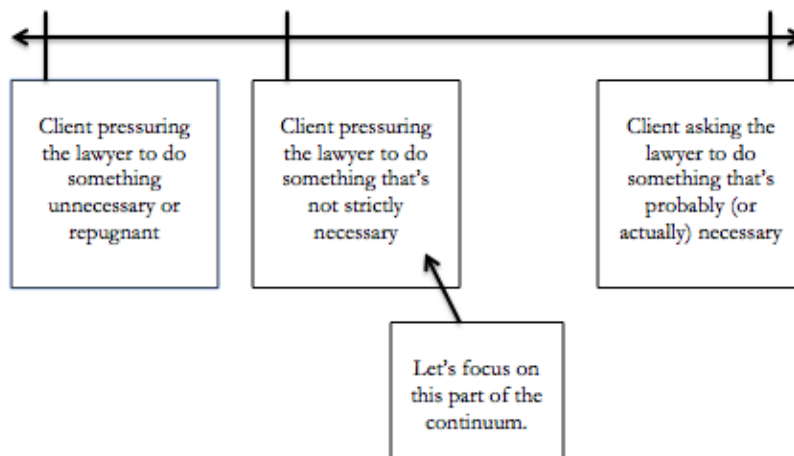 Client pressuring
the lawyer to do
something
unnecessary or
repugnant
Client pressuring
the lawyer to do
something that's
not strictly
necessary
Client asking the
lawyer to do
something that's
probably (or
actually) necessary
Let's focus on
this part of the
continuum.